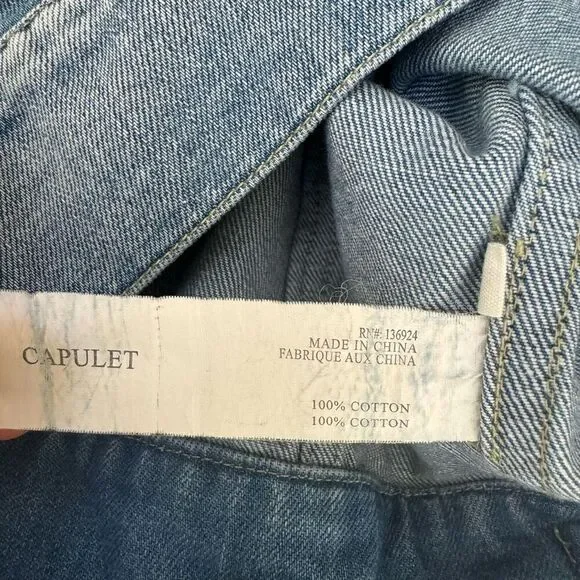 CAPULET
RN#: 136924
MADE IN CHINA
FABRIQUE AUX CHINA
100% COTTON
100% COTTON